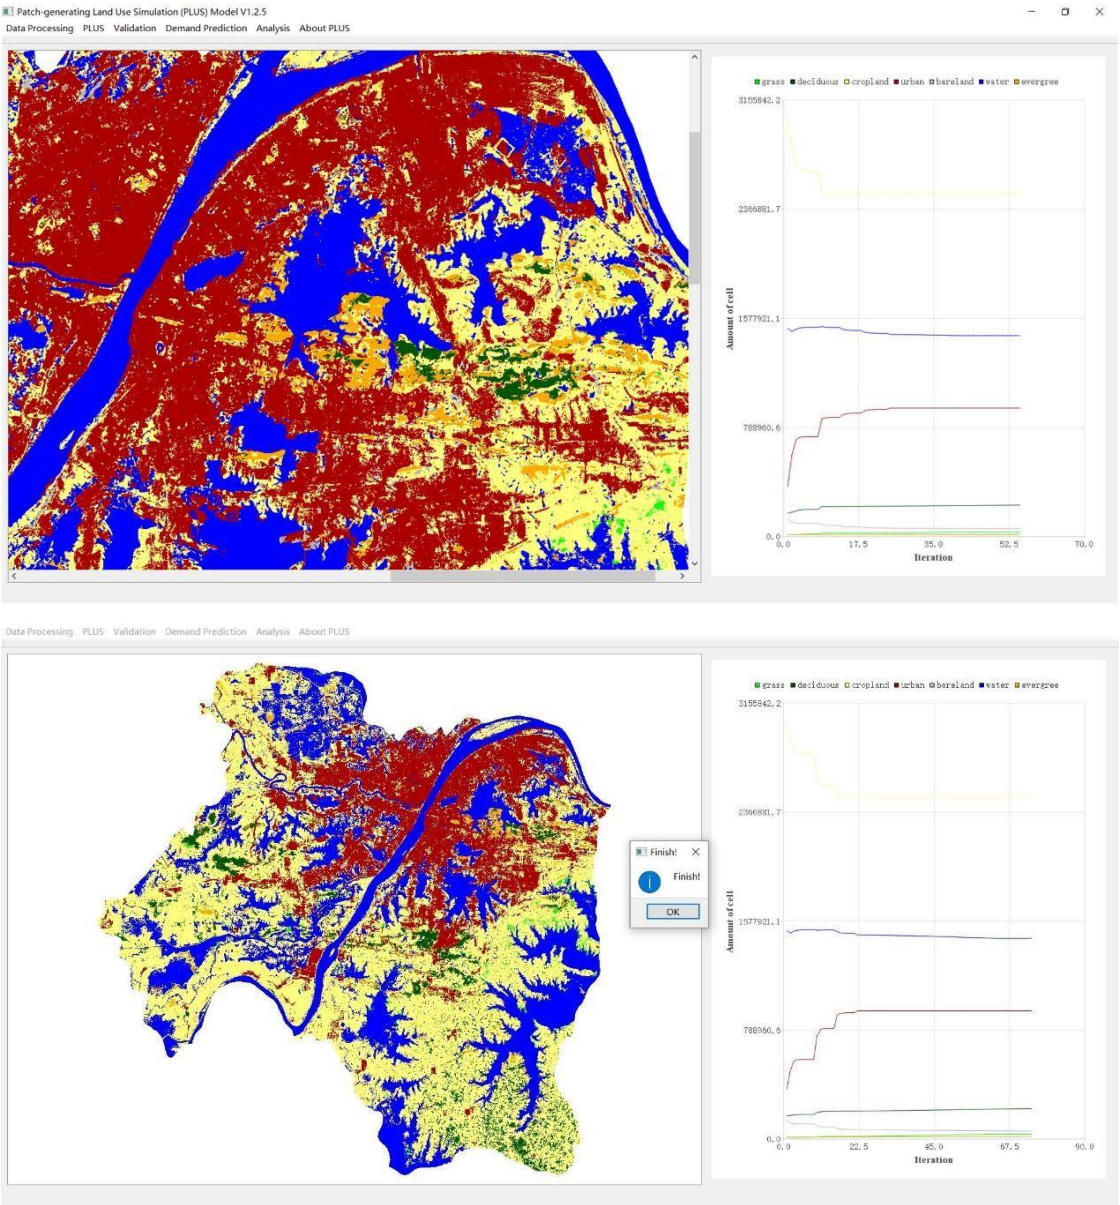 Patch-generating Land Use Simulation (PLUS) Model V1.2.5
Data Processing PLUS Validation Demand Prediction Analysis About PLUS
grass deciduous cropland urban bareland water evergree
3155842.2
2366881.7
1577921.1
788960.6
0.0
Amount of cell
0.0 17.5 35.0 52.5 70.0
Iteration
Data Processing PLUS Validation Demand Prediction Analysis About PLUS
grass deciduous cropland urban bareland water evergree
3155842.2
2366881.7
1577921.1
788960.6
0.0
Amount of cell
0.0 22.5 45.0 67.5 90.0
Iteration
Finish!
Finish!
OK